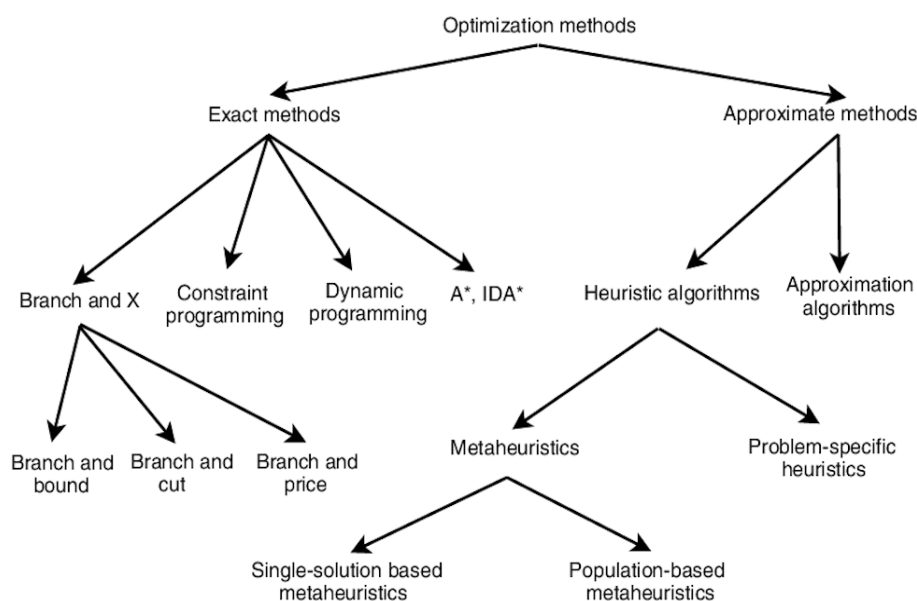 Optimization methods
Exact methods
Approximate methods
Branch and X
Constraint
programming
Dynamic
programming
A*, IDA*
Heuristic algorithms
Approximation
algorithms
Branch and
bound
Branch and
cut
Branch and
price
Metaheuristics
Problem-specific
heuristics
Single-solution based
metaheuristics
Population-based
metaheuristics